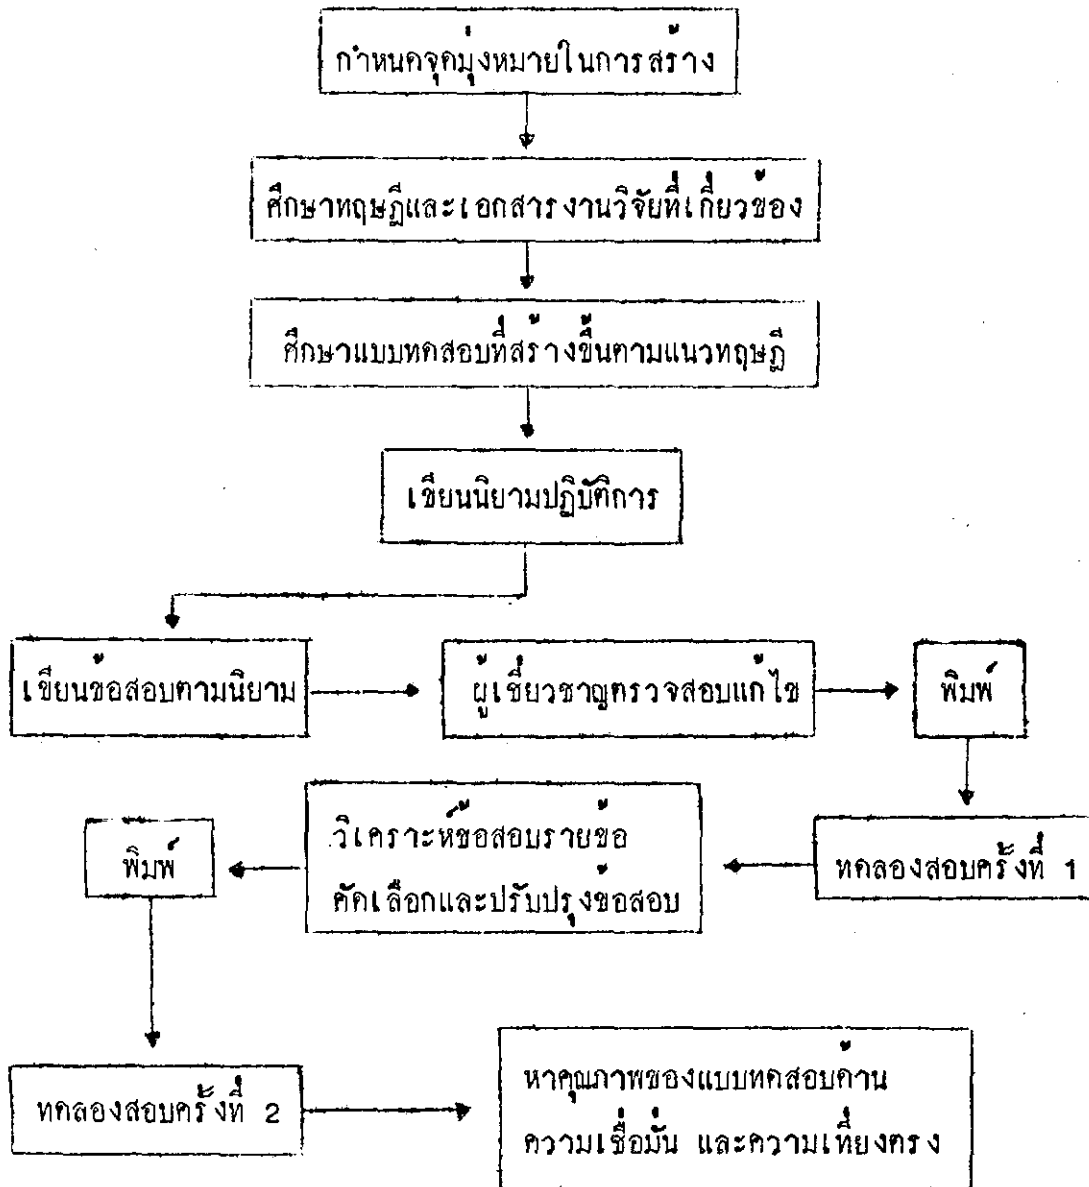 กำหนดจุดมุ่งหมายในการสร้าง
ศึกษาทฤษฎีและเอกสารงานวิจัยที่เกี่ยวข้อง
ศึกษาแบบทดสอบที่สร้างขึ้นตามแนวทฤษฎี
เขียนนิยามปฏิบัติการ
เขียนข้อสอบตามนิยาม
ผู้เชี่ยวชาญตรวจสอบแก้ไข
พิมพ์
ทดลองสอบครั้งที่ 1
วิเคราะห์ข้อสอบรายข้อ
คัดเลือกและปรับปรุงข้อสอบ
พิมพ์
ทดลองสอบครั้งที่ 2
หาคุณภาพของแบบทดสอบด้าน
ความเชื่อมั่น และความเที่ยงตรง